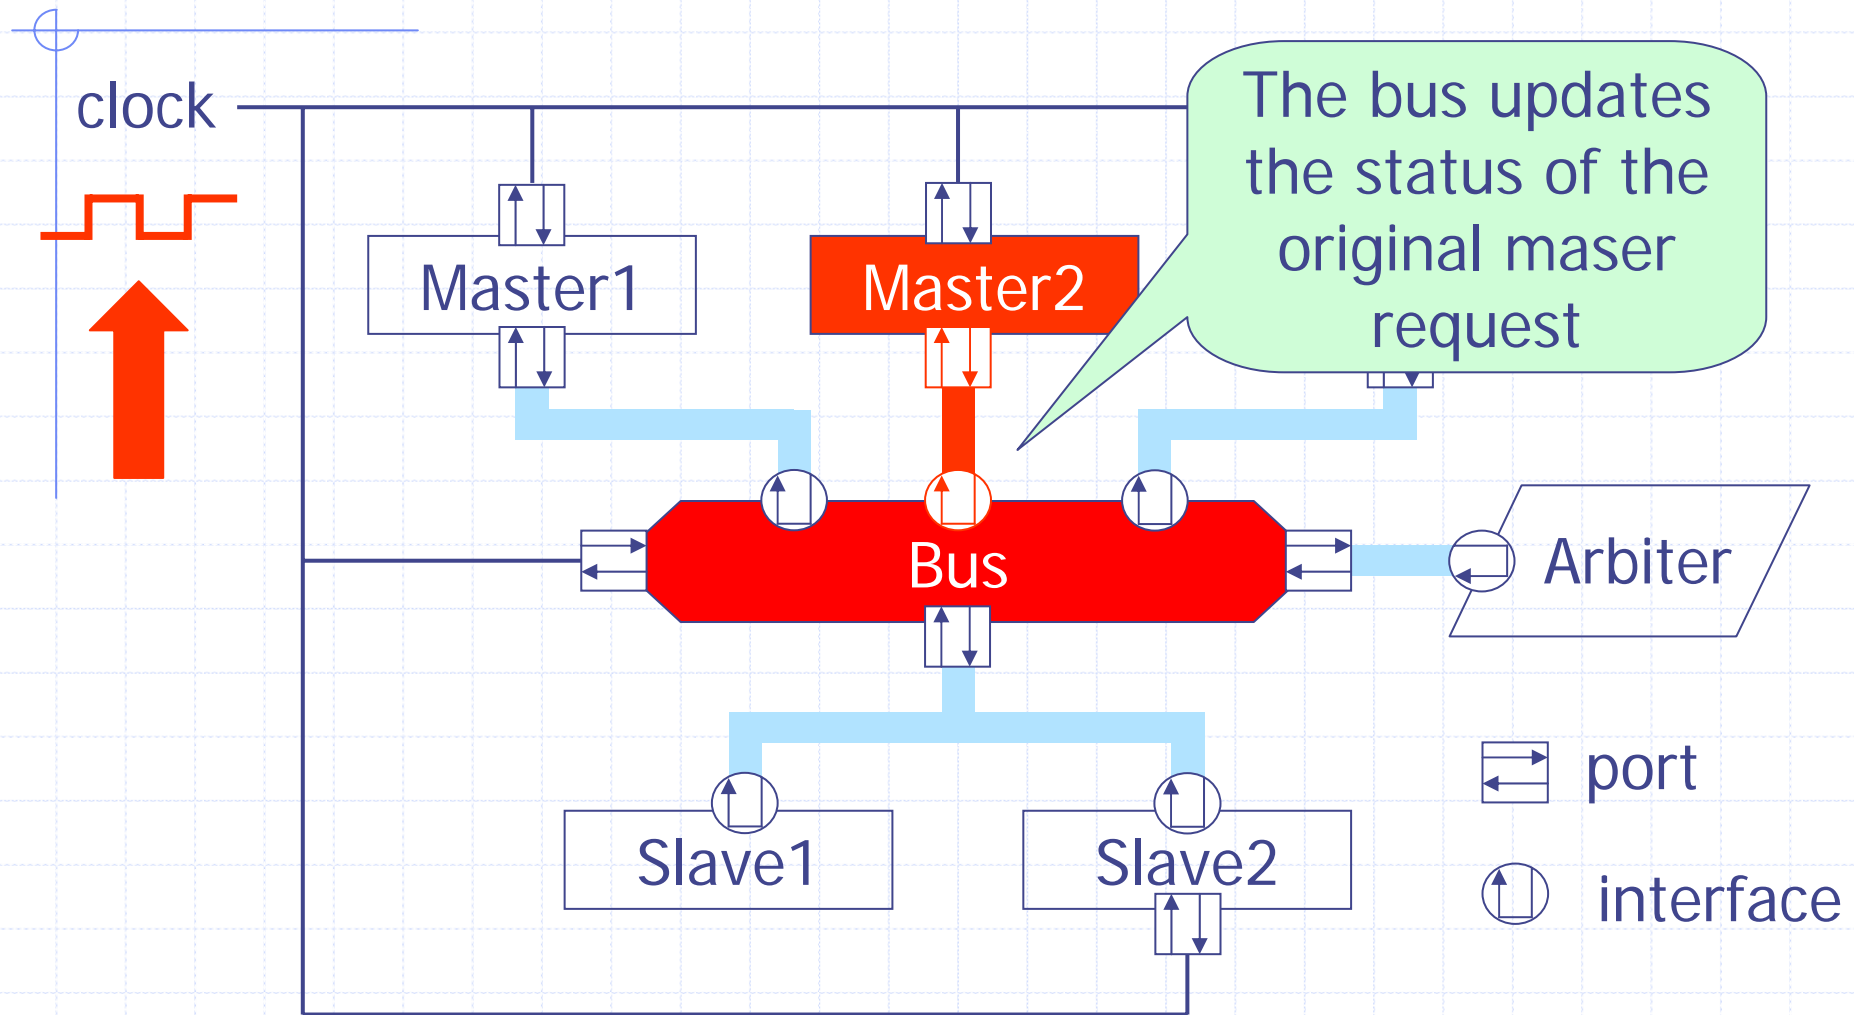 clock
The bus updates
the status of the
original maser
request
Master1
Master2
Bus
Arbiter
port
Slave1
Slave2
interface